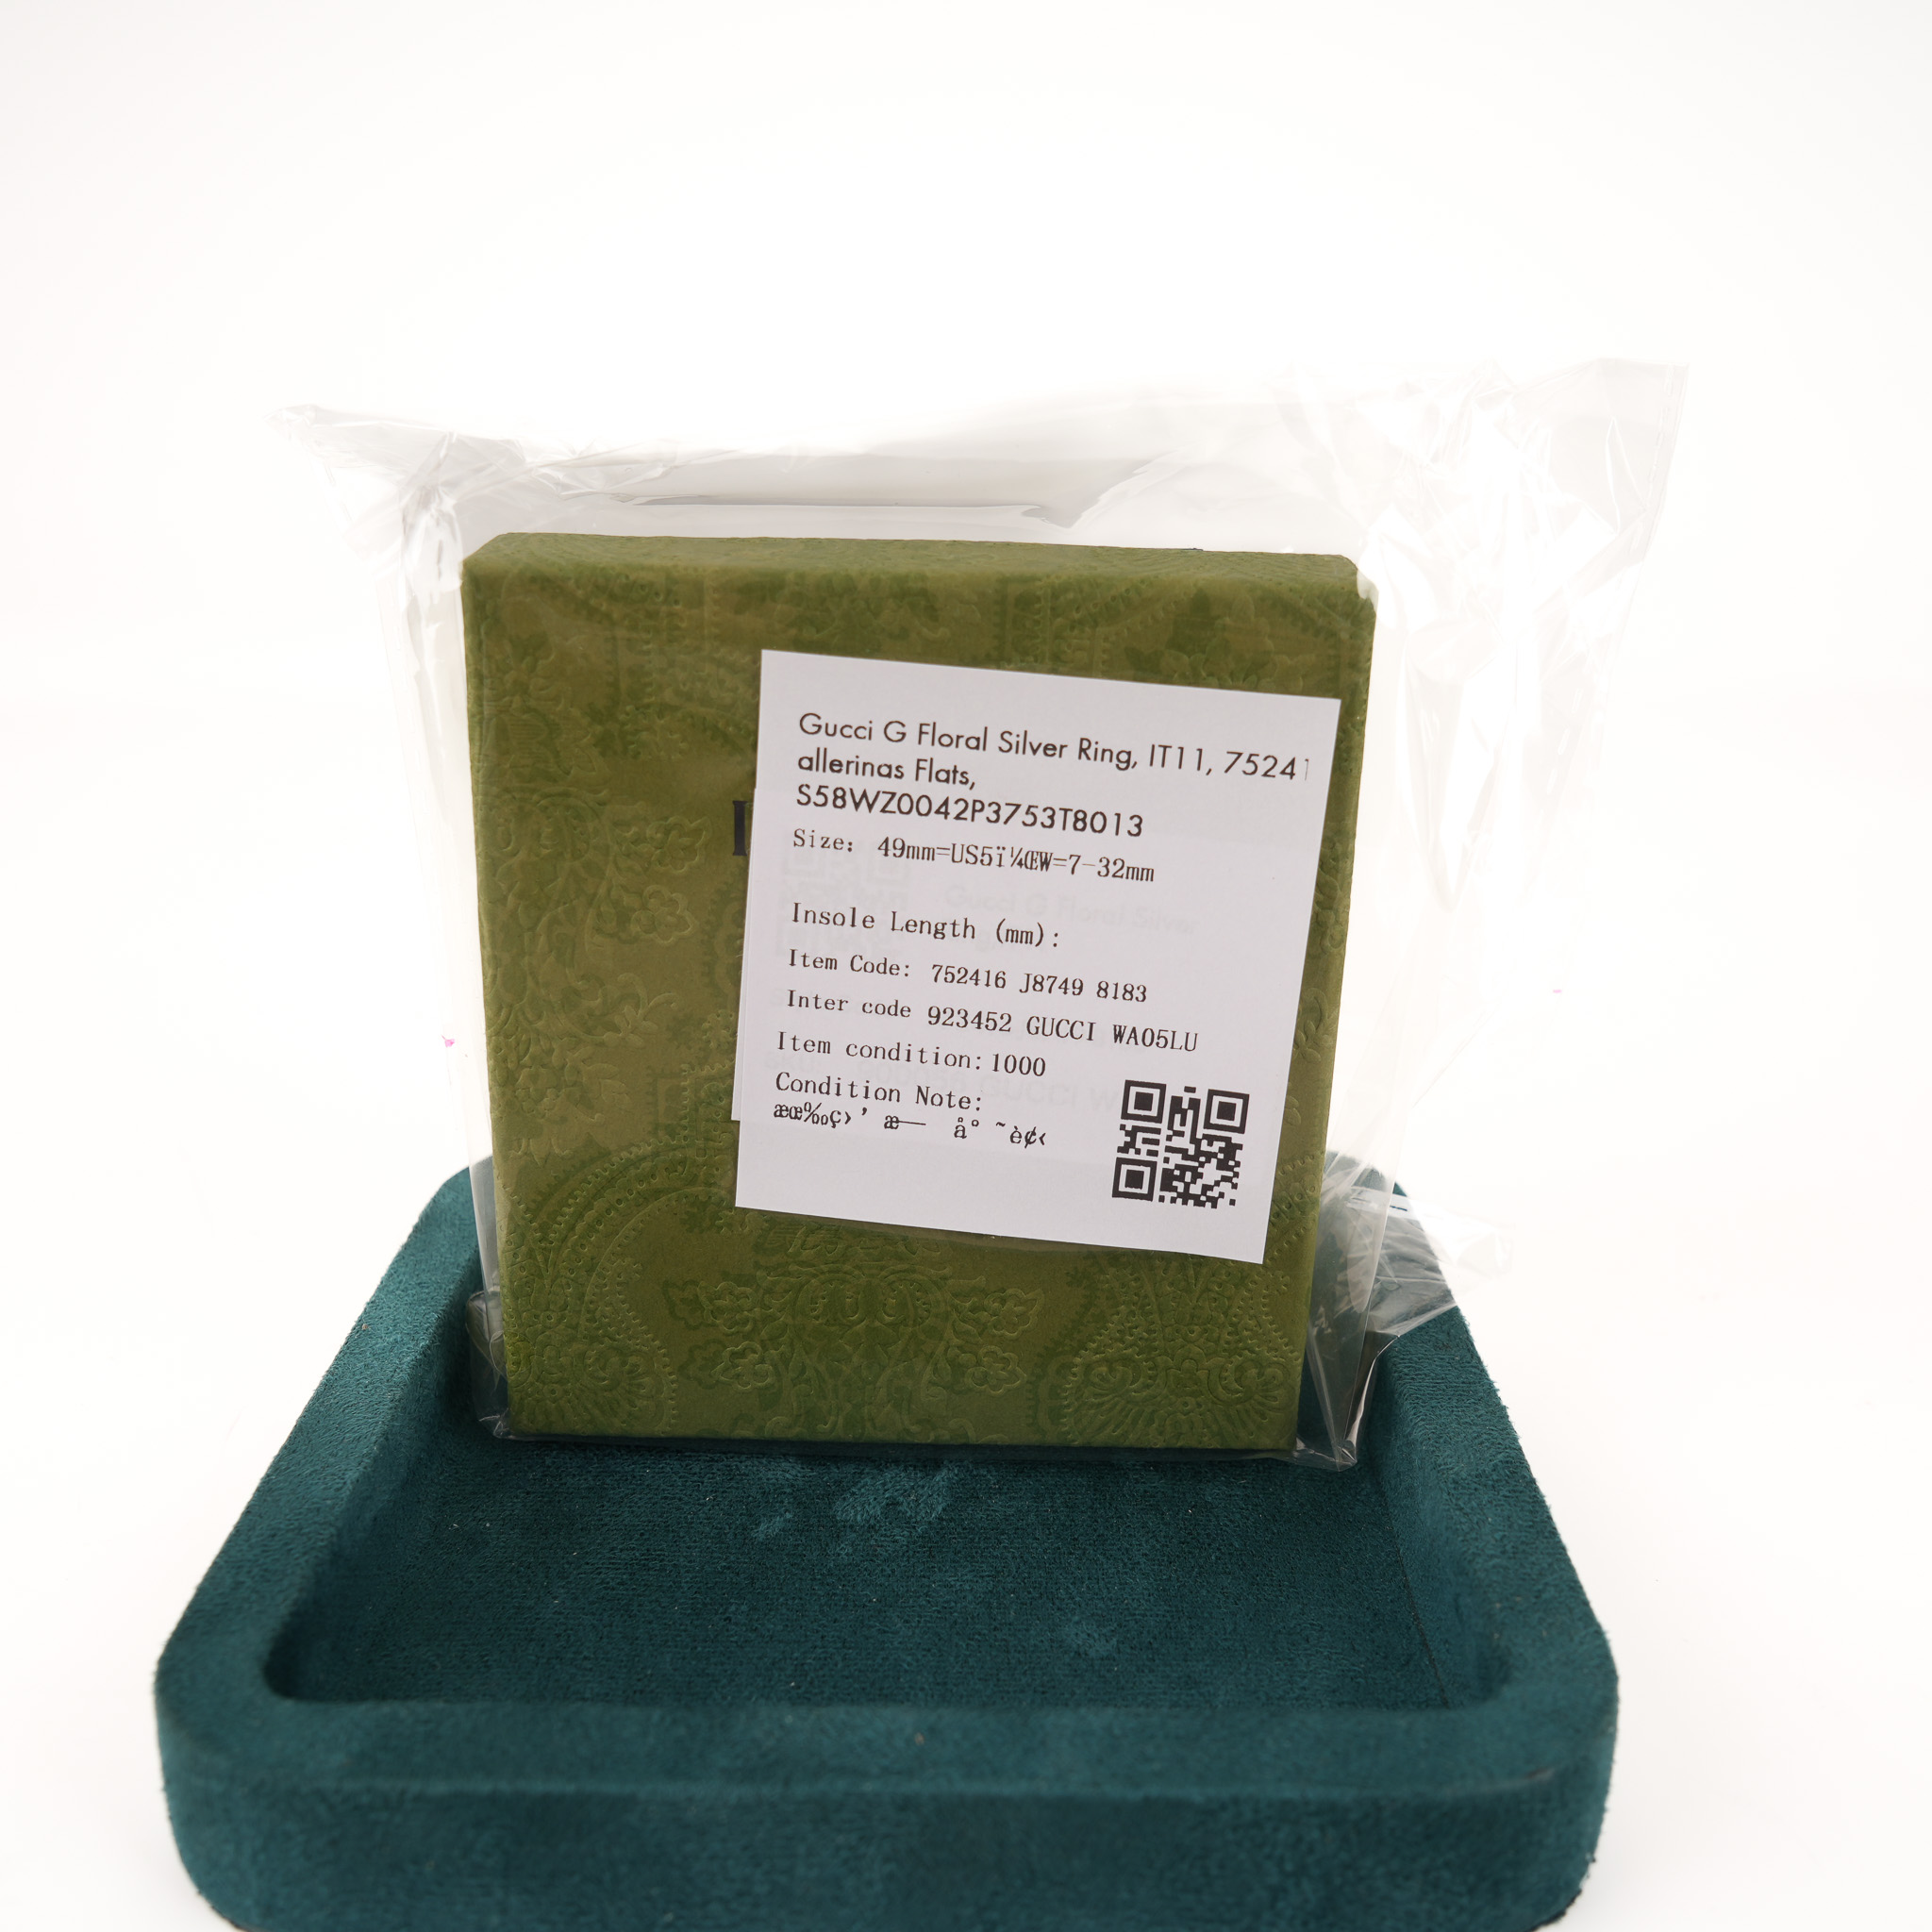 Gucci G Floral Silver Ring, IT11, 75241
allerinas Flats,
S58WZ0042P3753T8013
Size: 49mm=US5ï¼ŒW=7-32mm
Insole Length (mm):
Item Code: 752416 J8749 8183
Inter code 923452 GUCCI WA05LU
Item condition: 1000
Condition Note:
æœ‰ç›’ æ— å°˜è¢‹